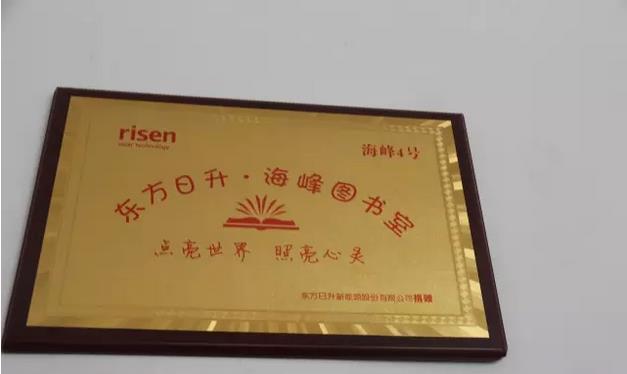 risen
solar technology
海峰4号
东方日升·海峰图书室
点亮世界 照亮心灵
东方日升新能源股份有限公司捐赠